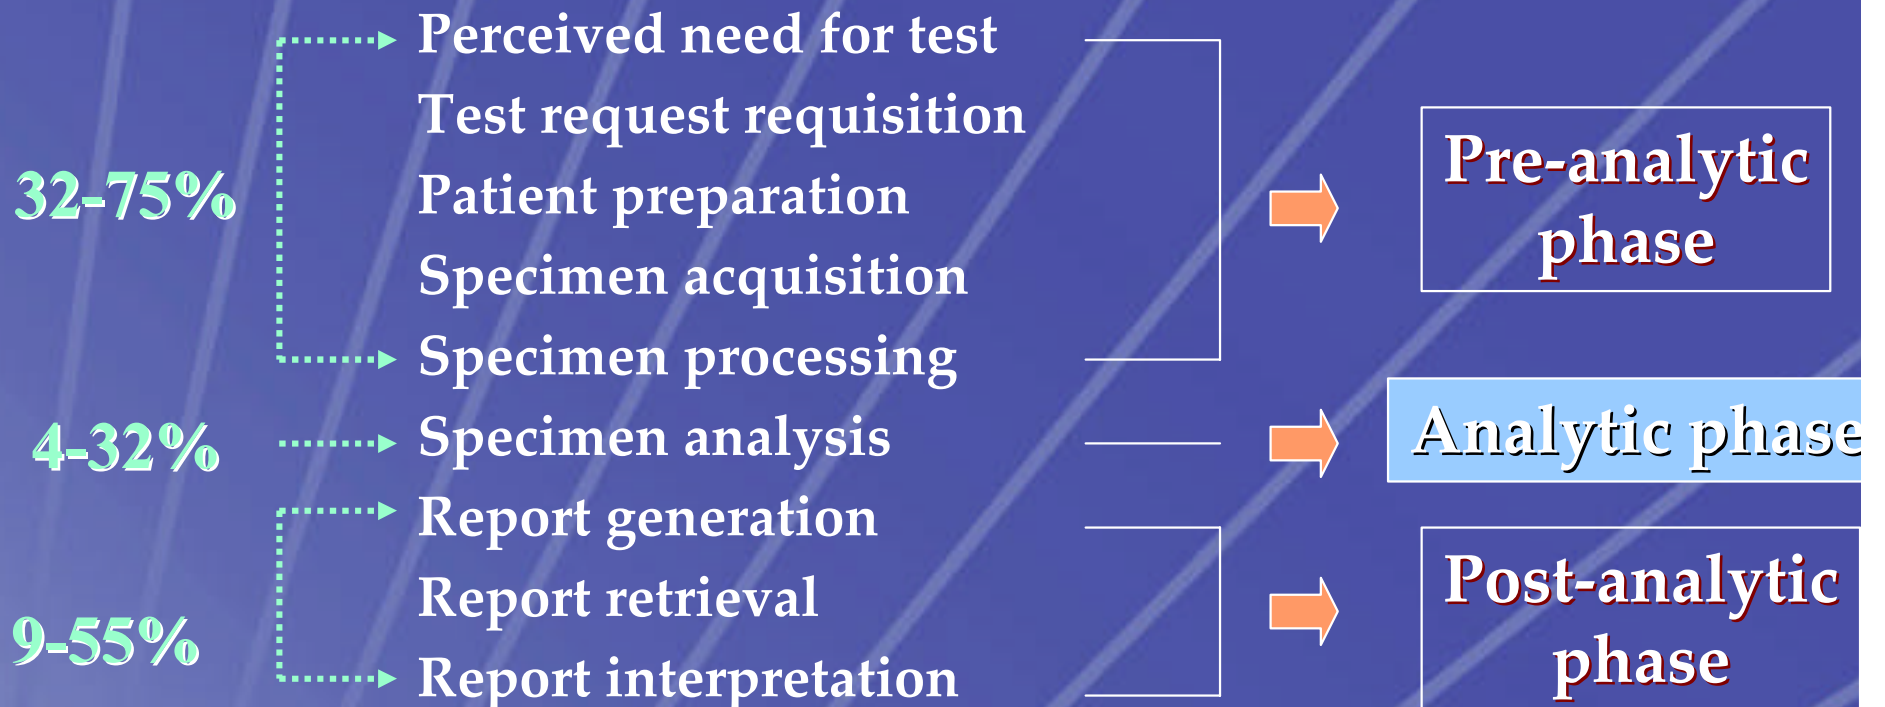 Perceived need for test
Test request requisition
Patient preparation
Specimen acquisition
Specimen processing
Specimen analysis
Report generation
Report retrieval
Report interpretation
32-75%
4-32%
9-55%
Pre-analytic
phase
Analytic phase
Post-analytic
phase